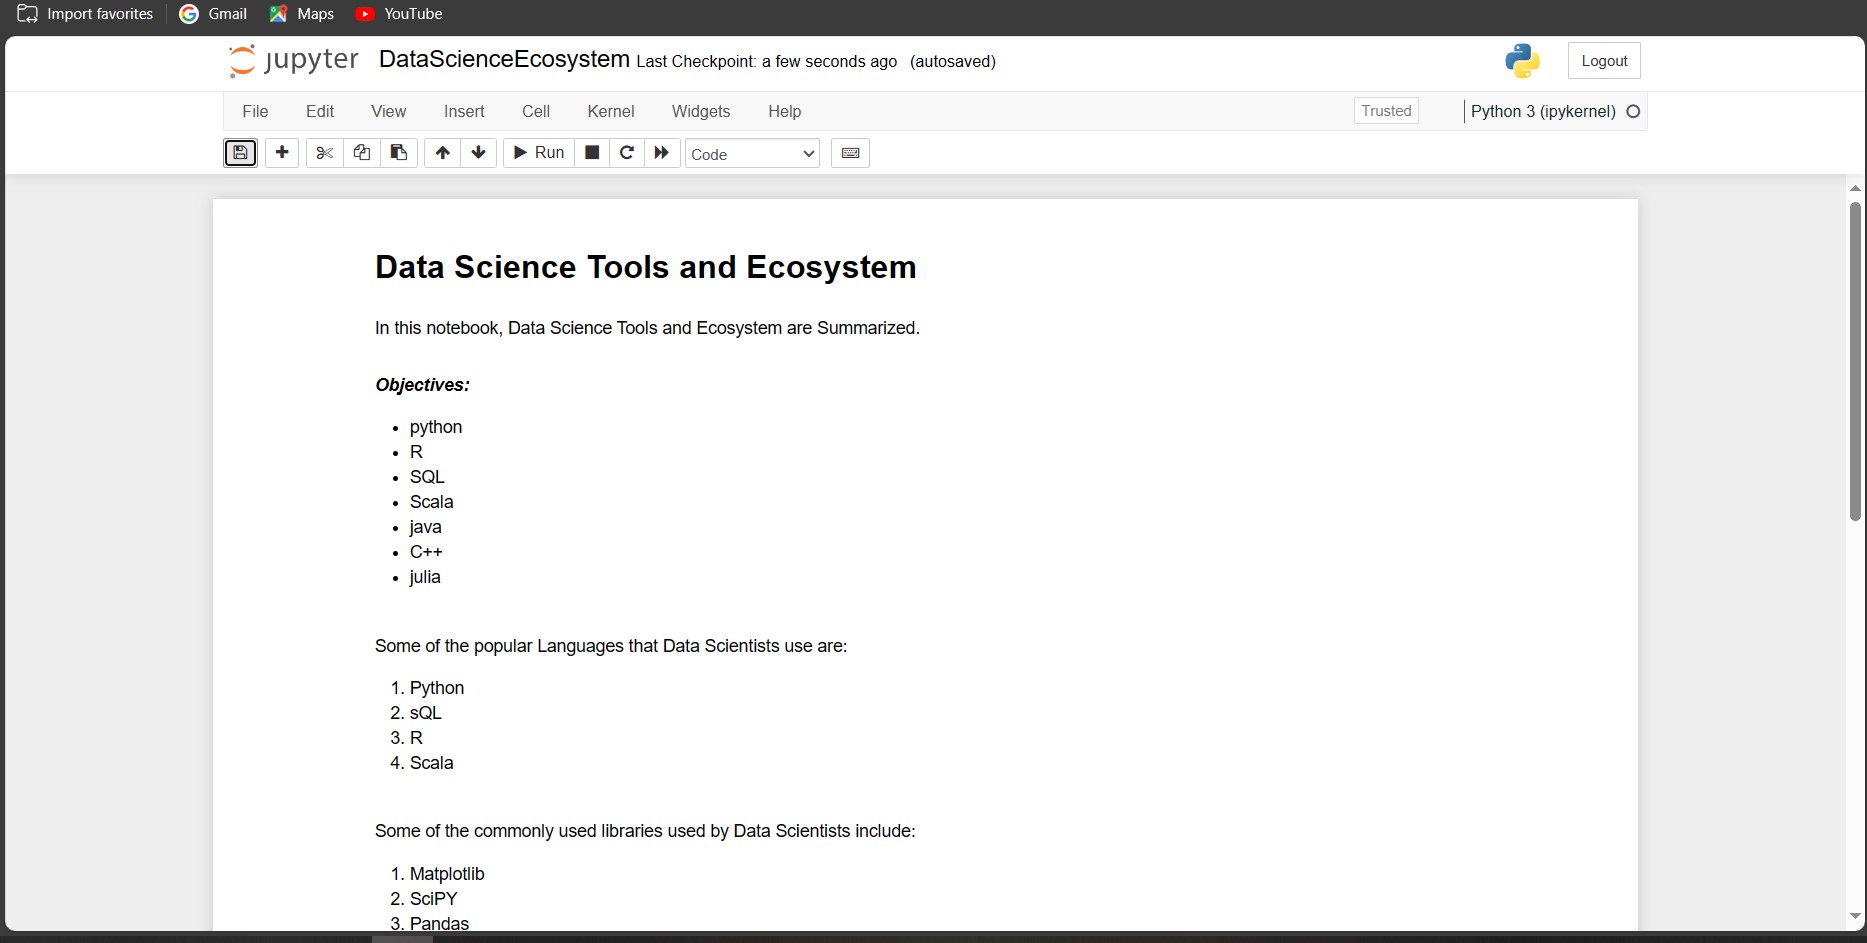 Import favorites Gmail Maps YouTube
jupyter DataScienceEcosystem Last Checkpoint: a few seconds ago (autosaved) Logout
File Edit View Insert Cell Kernel Widgets Help Trusted Python 3 (ipykernel)
Run Code
Data Science Tools and Ecosystem
In this notebook, Data Science Tools and Ecosystem are Summarized.
Objectives:
• python
• R
• SQL
• Scala
• java
• C++
• julia
Some of the popular Languages that Data Scientists use are:
1. Python
2. sQL
3. R
4. Scala
Some of the commonly used libraries used by Data Scientists include:
1. Matplotlib
2. SciPY
3. Pandas